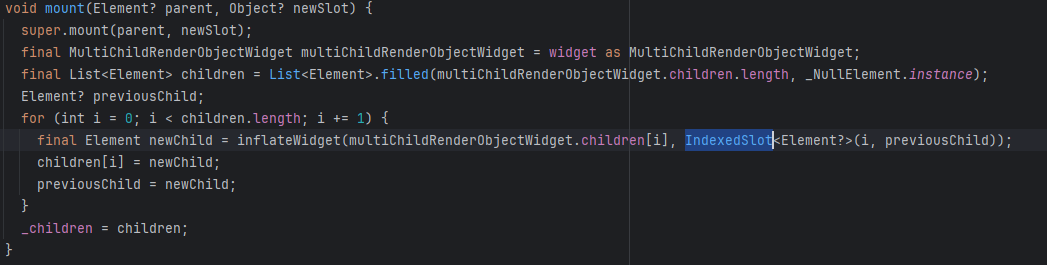 void mount(Element? parent, Object? newSlot) {
  super.mount(parent, newSlot);
  final MultiChildRenderObjectWidget multiChildRenderObjectWidget = widget as MultiChildRenderObjectWidget;
  final List<Element> children = List<Element>.filled(multiChildRenderObjectWidget.children.length, _NullElement.instance);
  Element? previousChild;
  for (int i = 0; i < children.length; i += 1) {
    final Element newChild = inflateWidget(multiChildRenderObjectWidget.children[i], IndexedSlot<Element?>(i, previousChild));
    children[i] = newChild;
    previousChild = newChild;
  }
  _children = children;
}